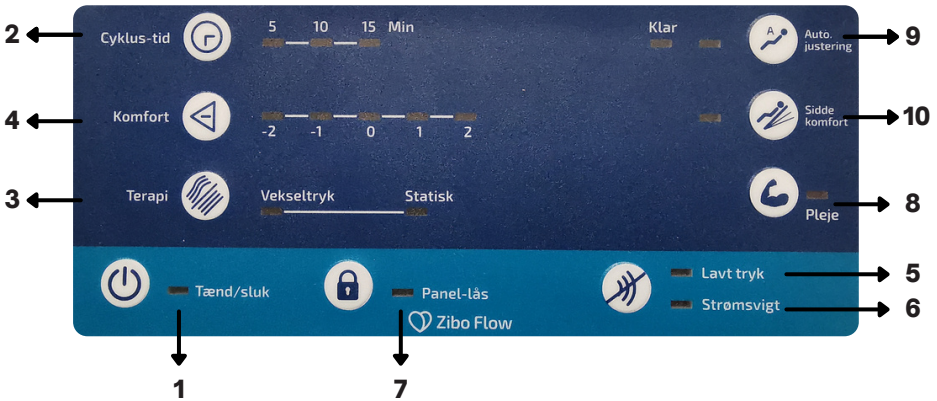 2
Cyklus-tid
5 10 15 Min
Klar
A
Auto.
justering
9
4
Komfort
-2 -1 0 1 2
Sidde
komfort
10
3
Terapi
Vekseltryk Statisk
Pleje
8
Tænd/sluk
Panel-lås
Lavt tryk
5
Strømsvigt
6
Zibo Flow
1
7